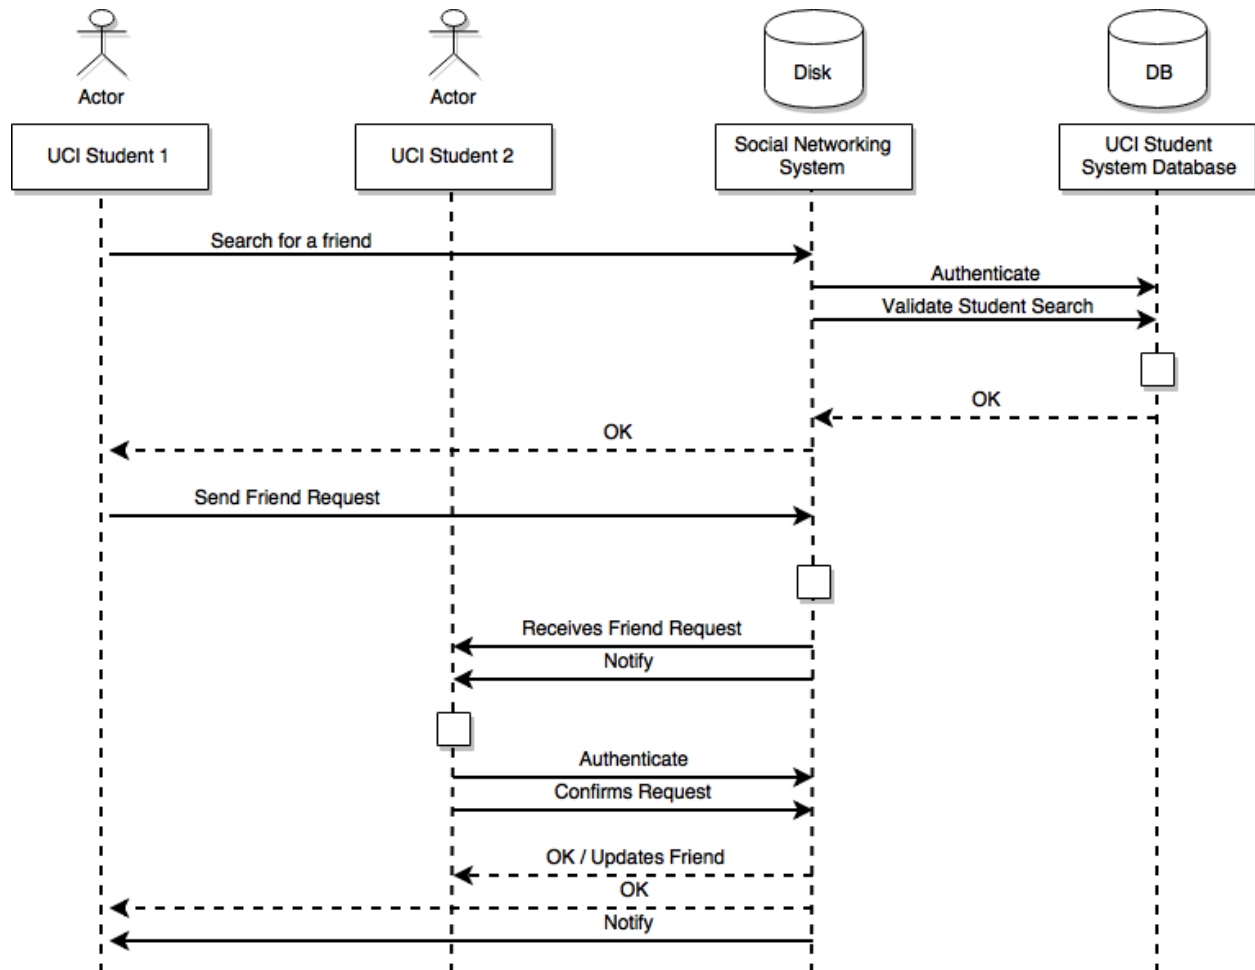 Actor
Actor
Disk
DB
UCI Student 1
UCI Student 2
Social Networking
System
UCI Student
System Database
Search for a friend
Authenticate
Validate Student Search
OK
OK
Send Friend Request
Receives Friend Request
Notify
Authenticate
Confirms Request
OK / Updates Friend
OK
Notify